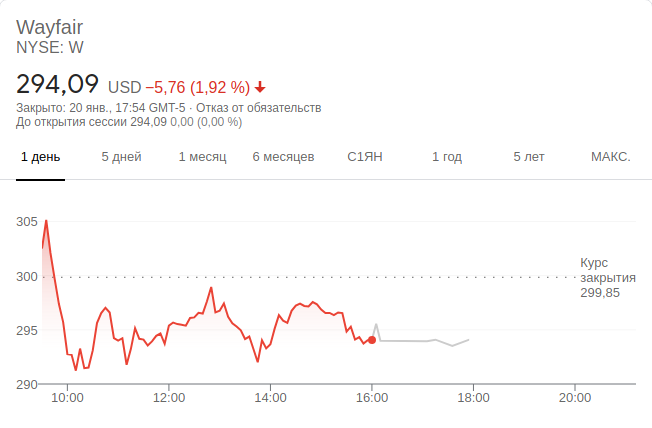 Wayfair
NYSE: W
294,09 USD −5,76 (1,92 %)
Закрыто: 20 янв., 17:54 GMT-5 · Отказ от обязательств
До открытия сессии 294,09 0,00 (0,00 %)
1 день 5 дней 1 месяц 6 месяцев С1ЯН 1 год 5 лет МАКС.
305
300
295
290
Курс
закрытия
299,85
10:00 12:00 14:00 16:00 18:00 20:00